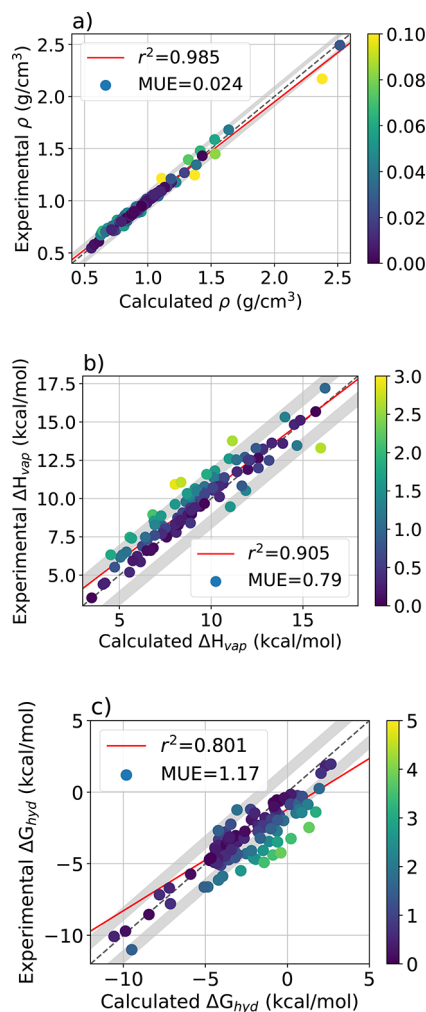 a)
Experimental ρ (g/cm³)
2.5
2.0
1.5
1.0
0.5
r²=0.985
MUE=0.024
0.5 1.0 1.5 2.0 2.5
Calculated ρ (g/cm³)
0.10
0.08
0.06
0.04
0.02
0.00
b)
Experimental ΔHvap (kcal/mol)
17.5
15.0
12.5
10.0
7.5
5.0
r²=0.905
MUE=0.79
5 10 15
Calculated ΔHvap (kcal/mol)
3.0
2.5
2.0
1.5
1.0
0.5
0.0
c)
Experimental ΔGhyd (kcal/mol)
5
0
−5
−10
r²=0.801
MUE=1.17
−10 −5 0 5
Calculated ΔGhyd (kcal/mol)
5
4
3
2
1
0